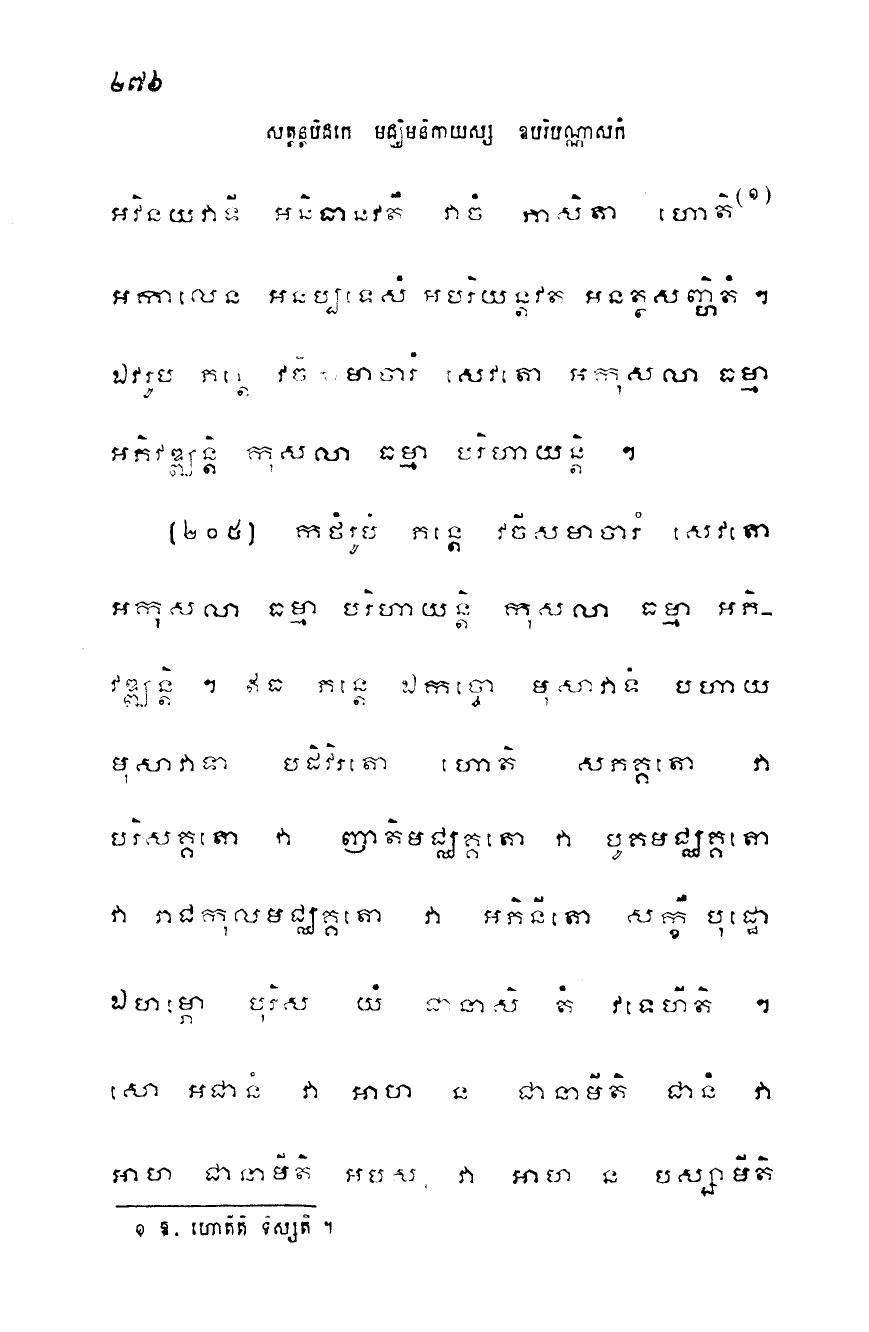 ២៧៦
សុត្តន្តបិដកេ មជ្ឈិមនិកាយស្ស ឧបរិបណ្ណាសកំ
អវិនយវាទី អនិធានវតឹ វាចំ ភាសិតា ហោតិ(១)
អកាលេន អនប្បទេសំ អបរិយន្តវតឹ អនត្ថសញ្ហិតំ ។
ឯវរូបំ ភន្តេ វចីសមាចារំ សេវតោ អកុសលា ធម្មា
អភិវឌ្ឍន្តិ កុសលា ធម្មា បរិហាយន្តិ ។
[២០៥] កថំរូបំ ភន្តេ វចីសមាចារំ សេវតោ
អកុសលា ធម្មា បរិហាយន្តិ កុសលា ធម្មា អភិ-
វឌ្ឍន្តិ ។ ឥធ ភន្តេ ឯកច្ចោ មុសាវាទំ បហាយ
មុសាវាទា បដិវិរតោ ហោតិ សភគ្គតោ វា
បរិសគ្គតោ វា ញាតិមជ្ឈគ្គតោ វា បូគមជ្ឈគ្គតោ
វា រាជកុលមជ្ឈគ្គតោ វា អភិនីតោ សក្ខឹ បុដ្ឋោ
ឯហម្ភោ បុរិស យំ ជានាសិ តំ វទេហីតិ ។
សោ អជានំ វា អាហ ន ជានាមីតិ ជានំ វា
អាហ ជានាមីតិ អបស្សំ វា អាហ ន បស្សាមីតិ
១ ឱ. ហោតីតិ ទិស្សតិ ។